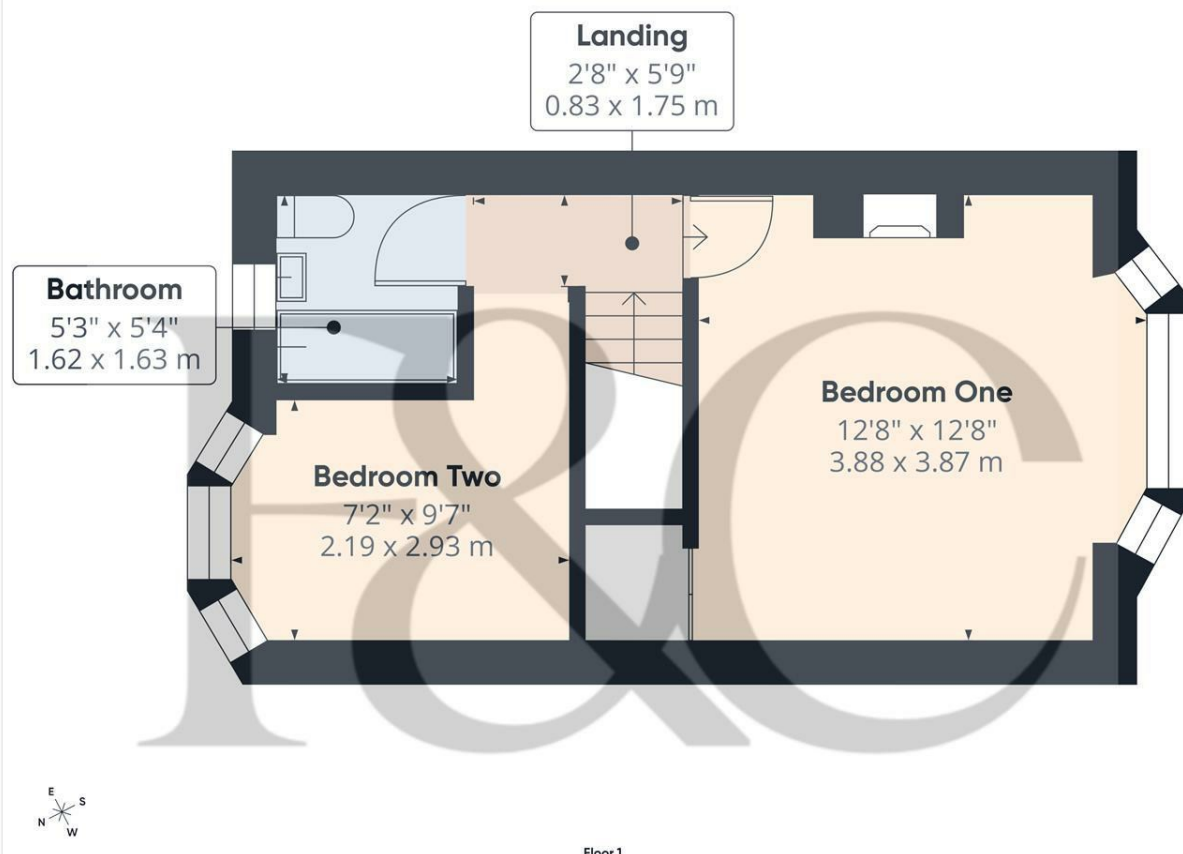 Landing
2'8" x 5'9"
0.83 x 1.75 m
Bathroom
5'3" x 5'4"
1.62 x 1.63 m
Bedroom One
12'8" x 12'8"
3.88 x 3.87 m
Bedroom Two
7'2" x 9'7"
2.19 x 2.93 m
F&C
E
S
N
W
Floor 1